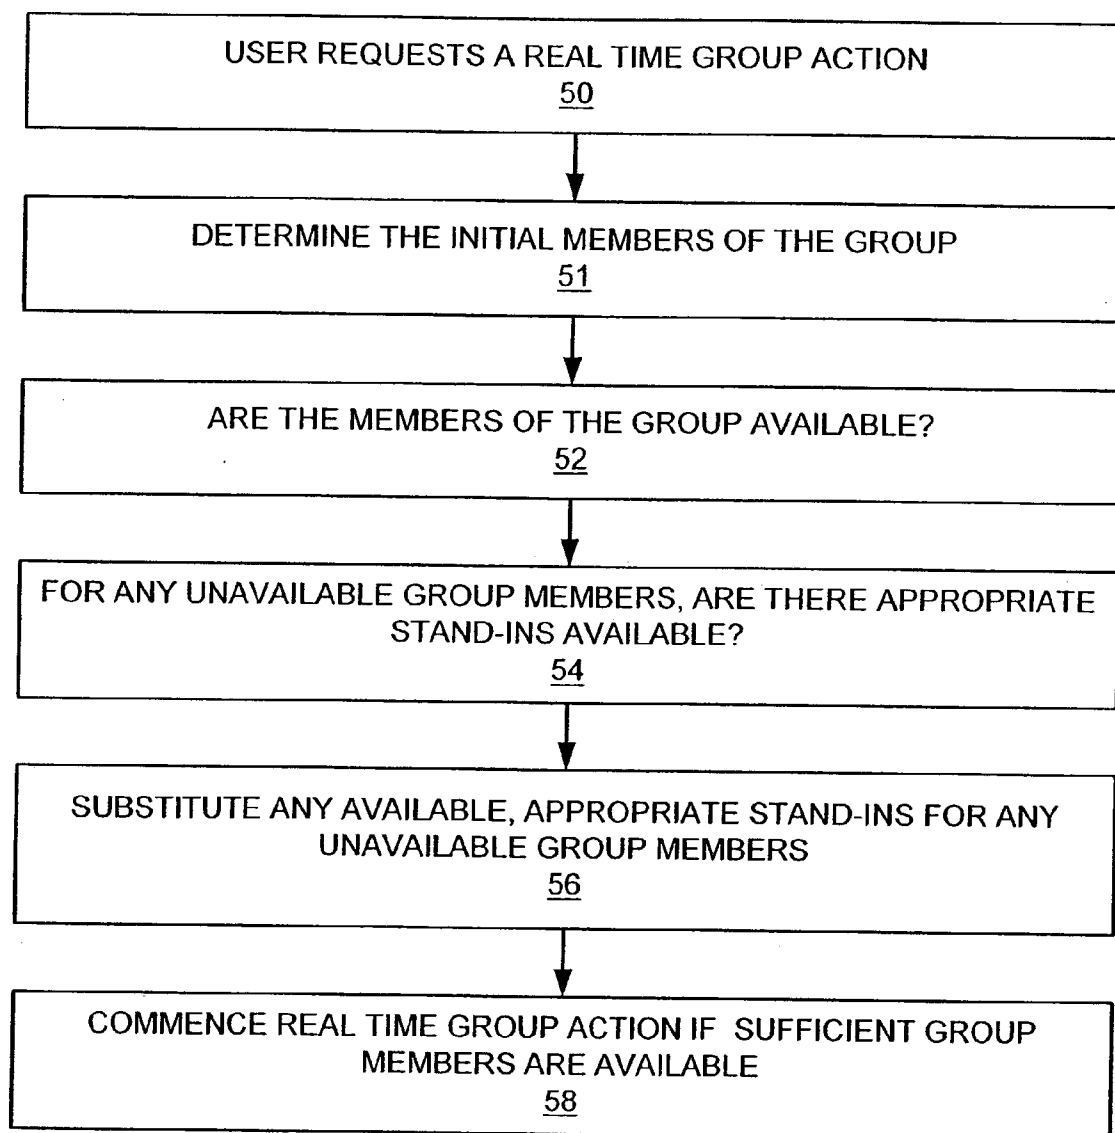 USER REQUESTS A REAL TIME GROUP ACTION
50
DETERMINE THE INITIAL MEMBERS OF THE GROUP
51
ARE THE MEMBERS OF THE GROUP AVAILABLE?
52
FOR ANY UNAVAILABLE GROUP MEMBERS, ARE THERE APPROPRIATE
STAND-INS AVAILABLE?
54
SUBSTITUTE ANY AVAILABLE, APPROPRIATE STAND-INS FOR ANY
UNAVAILABLE GROUP MEMBERS
56
COMMENCE REAL TIME GROUP ACTION IF SUFFICIENT GROUP
MEMBERS ARE AVAILABLE
58